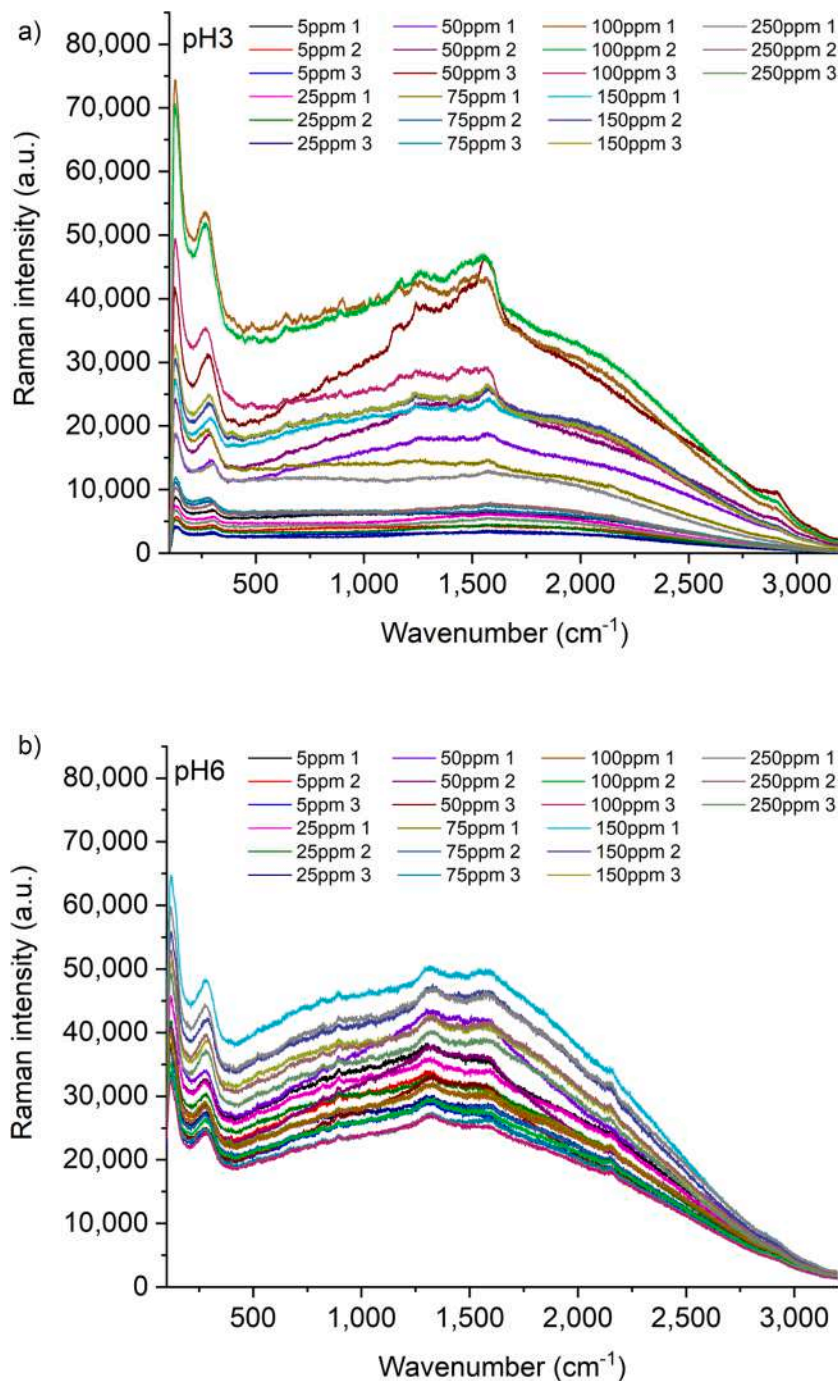 a)
pH3
5ppm 1 50ppm 1 100ppm 1 250ppm 1
5ppm 2 50ppm 2 100ppm 2 250ppm 2
5ppm 3 50ppm 3 100ppm 3 250ppm 3
25ppm 1 75ppm 1 150ppm 1
25ppm 2 75ppm 2 150ppm 2
25ppm 3 75ppm 3 150ppm 3
80,000
70,000
60,000
50,000
40,000
30,000
20,000
10,000
0
Raman intensity (a.u.)
500 1,000 1,500 2,000 2,500 3,000
Wavenumber (cm⁻¹)
b)
pH6
5ppm 1 50ppm 1 100ppm 1 250ppm 1
5ppm 2 50ppm 2 100ppm 2 250ppm 2
5ppm 3 50ppm 3 100ppm 3 250ppm 3
25ppm 1 75ppm 1 150ppm 1
25ppm 2 75ppm 2 150ppm 2
25ppm 3 75ppm 3 150ppm 3
80,000
70,000
60,000
50,000
40,000
30,000
20,000
10,000
0
Raman intensity (a.u.)
500 1,000 1,500 2,000 2,500 3,000
Wavenumber (cm⁻¹)